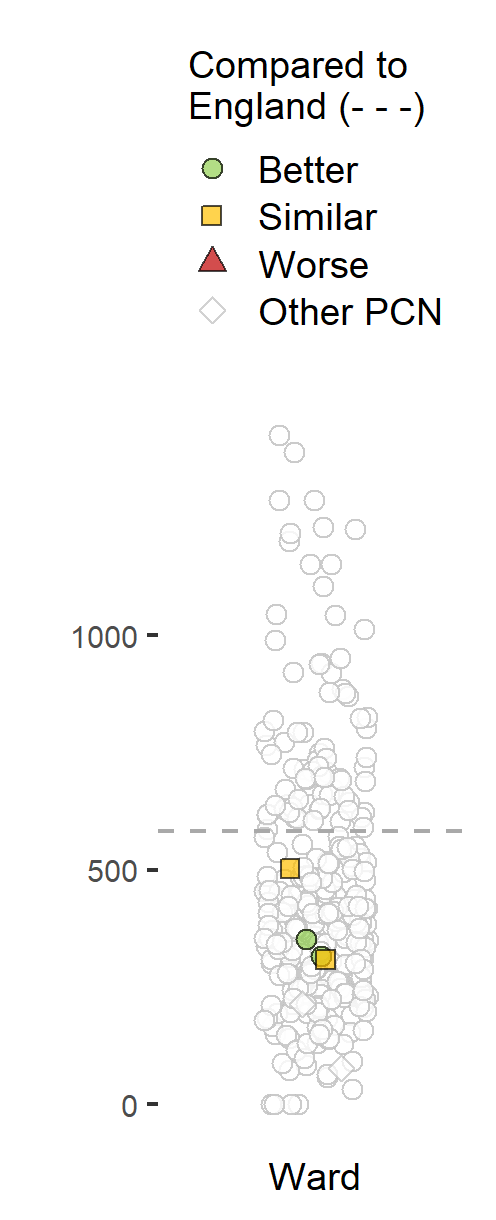 Compared to
England (- - -)
Better
Similar
Worse
Other PCN
1000
500
0
Ward